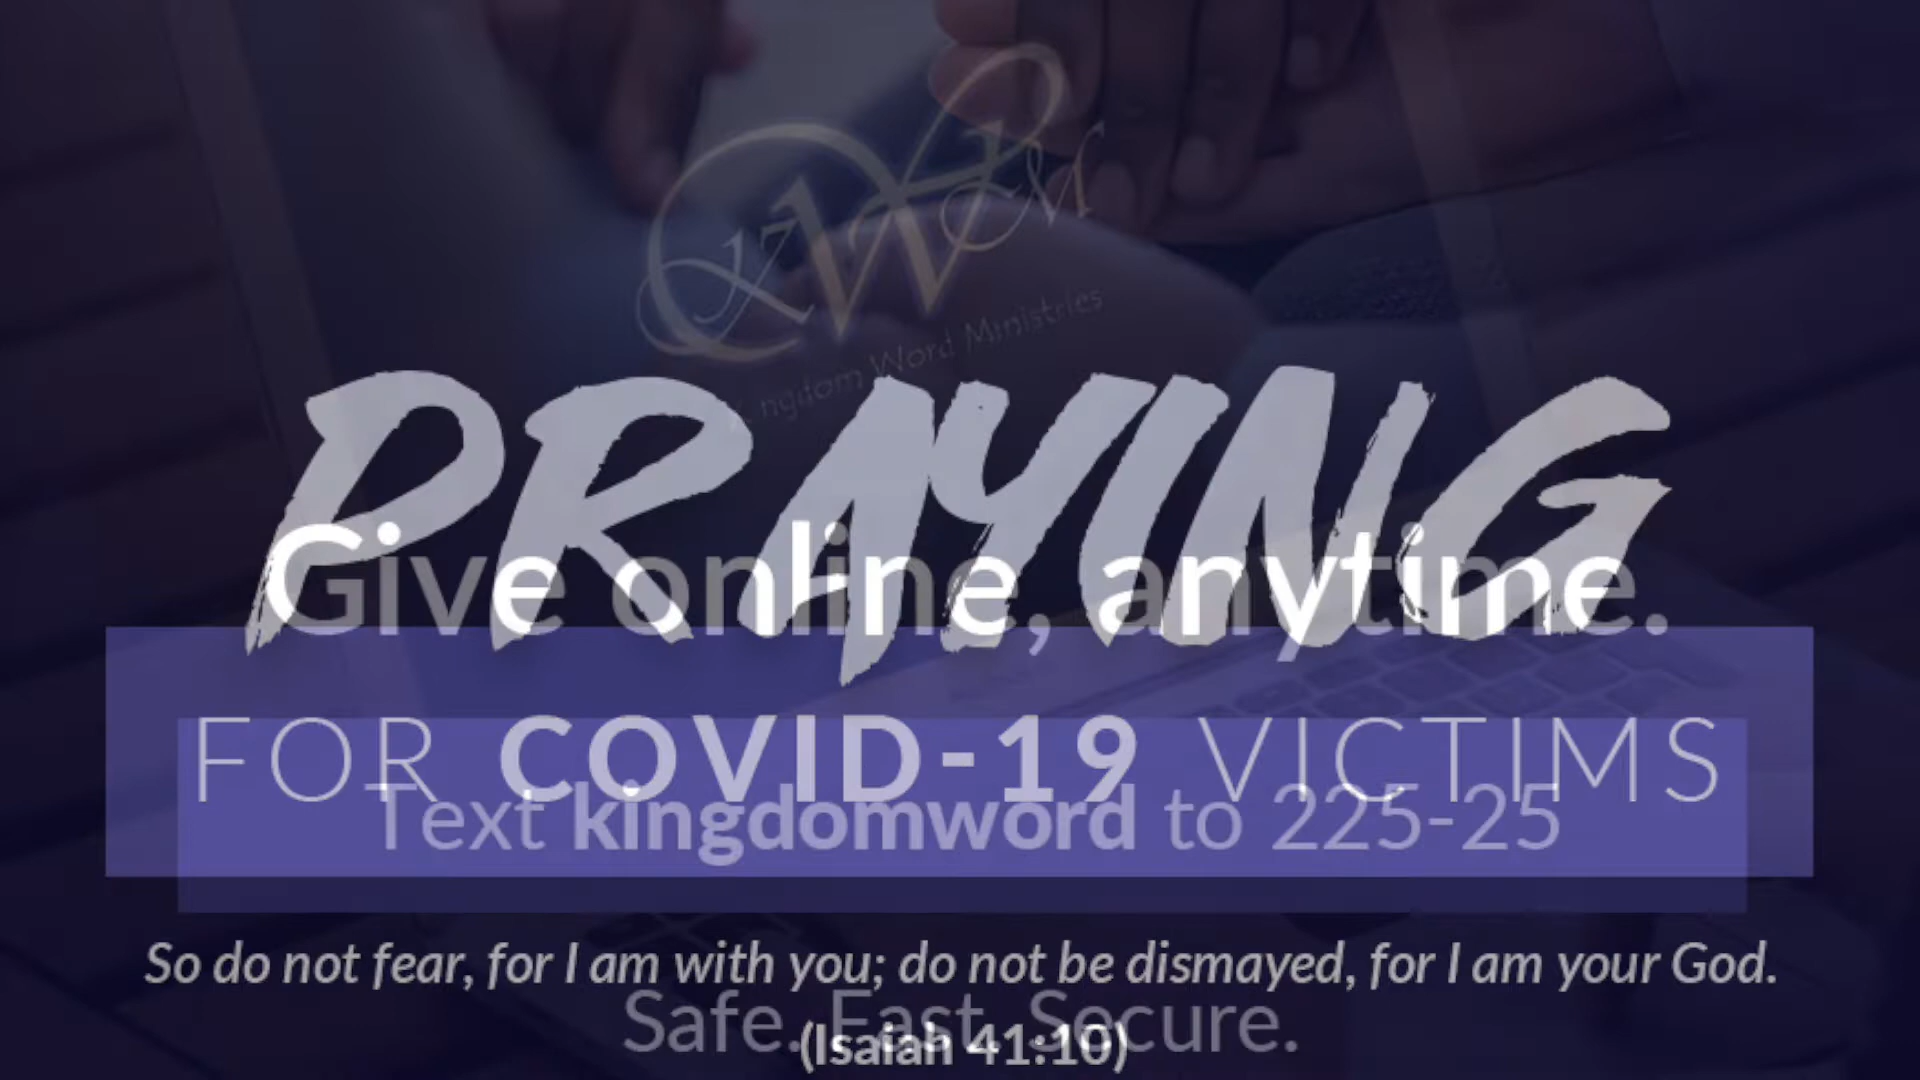 KWM
Kingdom Word Ministries
PRAYING
Give online, anytime.
FOR COVID-19 VICTIMS
Text kingdomword to 225-25
So do not fear, for I am with you; do not be dismayed, for I am your God.
Safe. Fast. Secure.
(Isaiah 41:10)